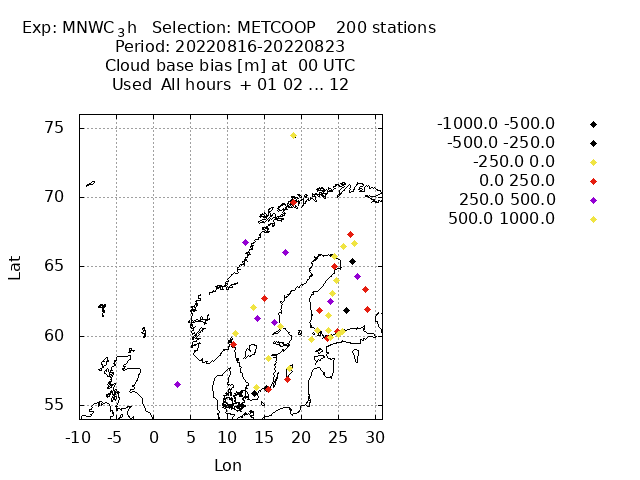 Exp: MNWC_3h Selection: METCOOP 200 stations
Period: 20220816-20220823
Cloud base bias [m] at 00 UTC
Used All hours + 01 02 ... 12
-1000.0 -500.0
-500.0 -250.0
-250.0 0.0
0.0 250.0
250.0 500.0
500.0 1000.0
75
70
65
60
55
Lat
-10 -5 0 5 10 15 20 25 30
Lon